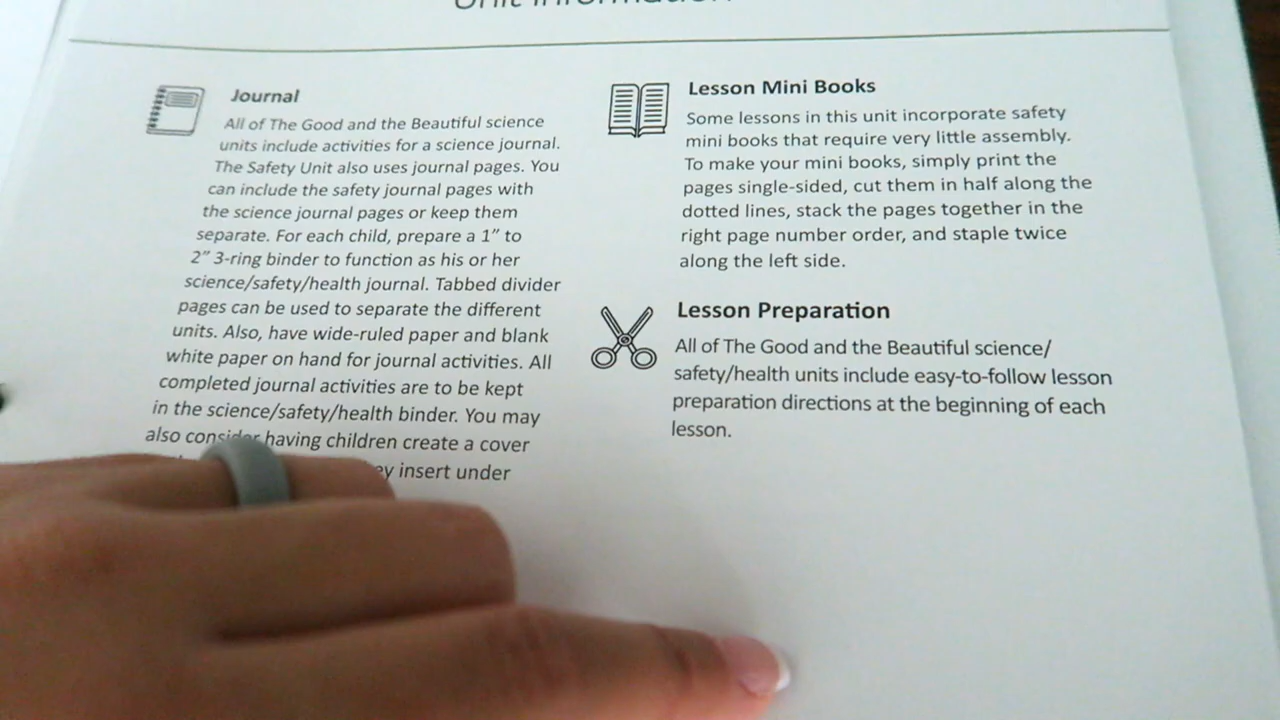 Unit Information
Journal
All of The Good and the Beautiful science
units include activities for a science journal.
The Safety Unit also uses journal pages. You
can include the safety journal pages with
the science journal pages or keep them
separate. For each child, prepare a 1” to
2” 3-ring binder to function as his or her
science/safety/health journal. Tabbed divider
pages can be used to separate the different
units. Also, have wide-ruled paper and blank
white paper on hand for journal activities. All
completed journal activities are to be kept
in the science/safety/health binder. You may
also consider having children create a cover
insert under
Lesson Mini Books
Some lessons in this unit incorporate safety
mini books that require very little assembly.
To make your mini books, simply print the
pages single-sided, cut them in half along the
dotted lines, stack the pages together in the
right page number order, and staple twice
along the left side.
Lesson Preparation
All of The Good and the Beautiful science/
safety/health units include easy-to-follow lesson
preparation directions at the beginning of each
lesson.